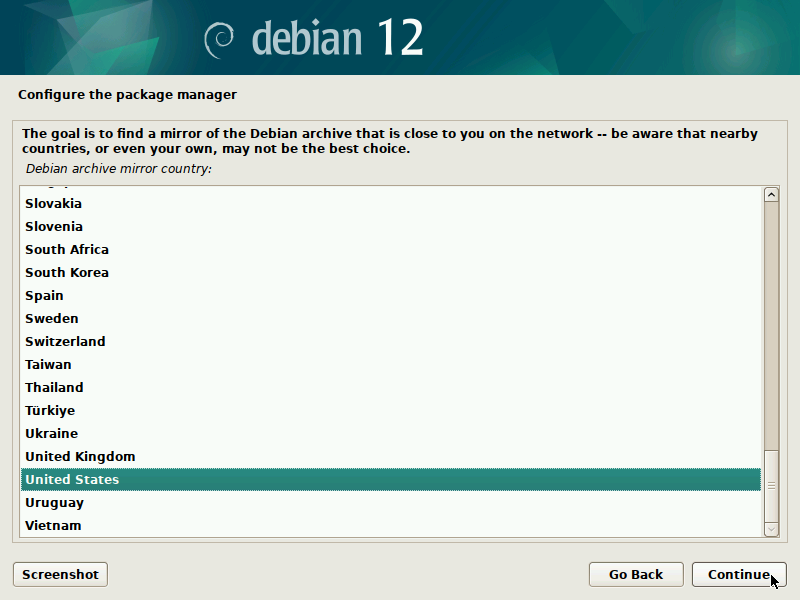 debian 12
Configure the package manager
The goal is to find a mirror of the Debian archive that is close to you on the network -- be aware that nearby
countries, or even your own, may not be the best choice.
Debian archive mirror country:
Slovakia
Slovenia
South Africa
South Korea
Spain
Sweden
Switzerland
Taiwan
Thailand
Türkiye
Ukraine
United Kingdom
United States
Uruguay
Vietnam
Screenshot
Go Back
Continue